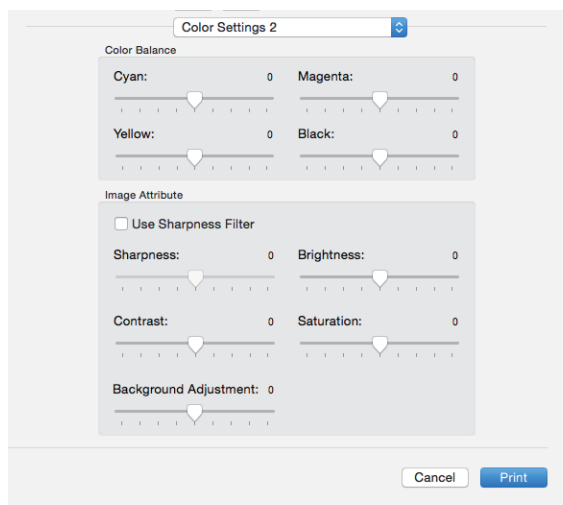 Color Settings 2
Color Balance
Cyan: 0 Magenta: 0
Yellow: 0 Black: 0
Image Attribute
Use Sharpness Filter
Sharpness: 0 Brightness: 0
Contrast: 0 Saturation: 0
Background Adjustment: 0
Cancel Print